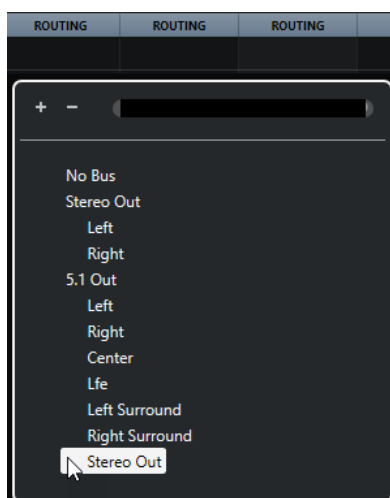 ROUTING ROUTING ROUTING
+ −
No Bus
Stereo Out
Left
Right
5.1 Out
Left
Right
Center
Lfe
Left Surround
Right Surround
Stereo Out